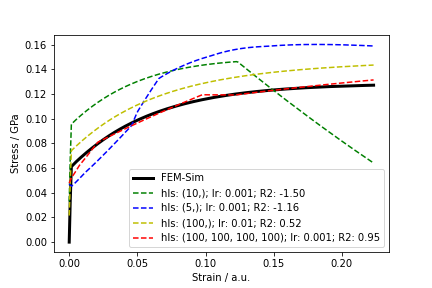 0.16
0.14
0.12
0.10
0.08
0.06
0.04
0.02
0.00
Stress / GPa
FEM-Sim
hls: (10,); lr: 0.001; R2: -1.50
hls: (5,); lr: 0.001; R2: -1.16
hls: (100,); lr: 0.01; R2: 0.52
hls: (100, 100, 100, 100); lr: 0.001; R2: 0.95
0.00 0.05 0.10 0.15 0.20
Strain / a.u.